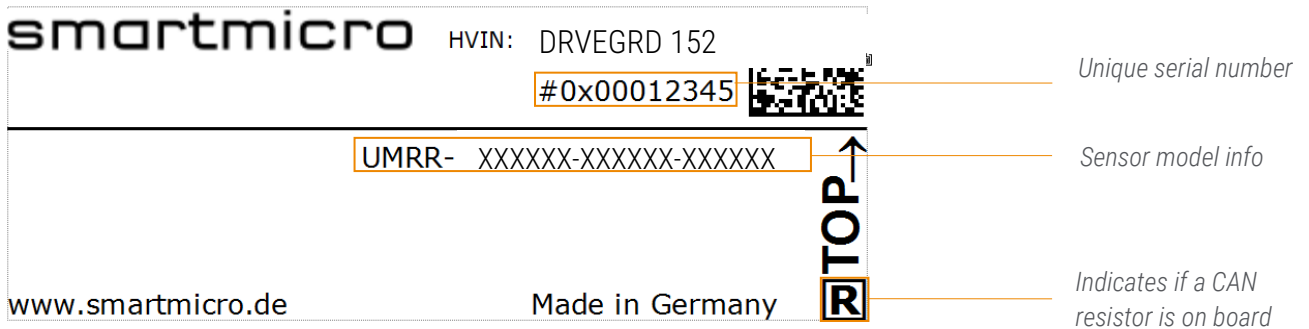 smartmicro HVIN: DRVEGRD 152
#0x00012345
Unique serial number
UMRR- XXXXXX-XXXXXX-XXXXXX
Sensor model info
TOP→
www.smartmicro.de Made in Germany R
Indicates if a CAN
resistor is on board